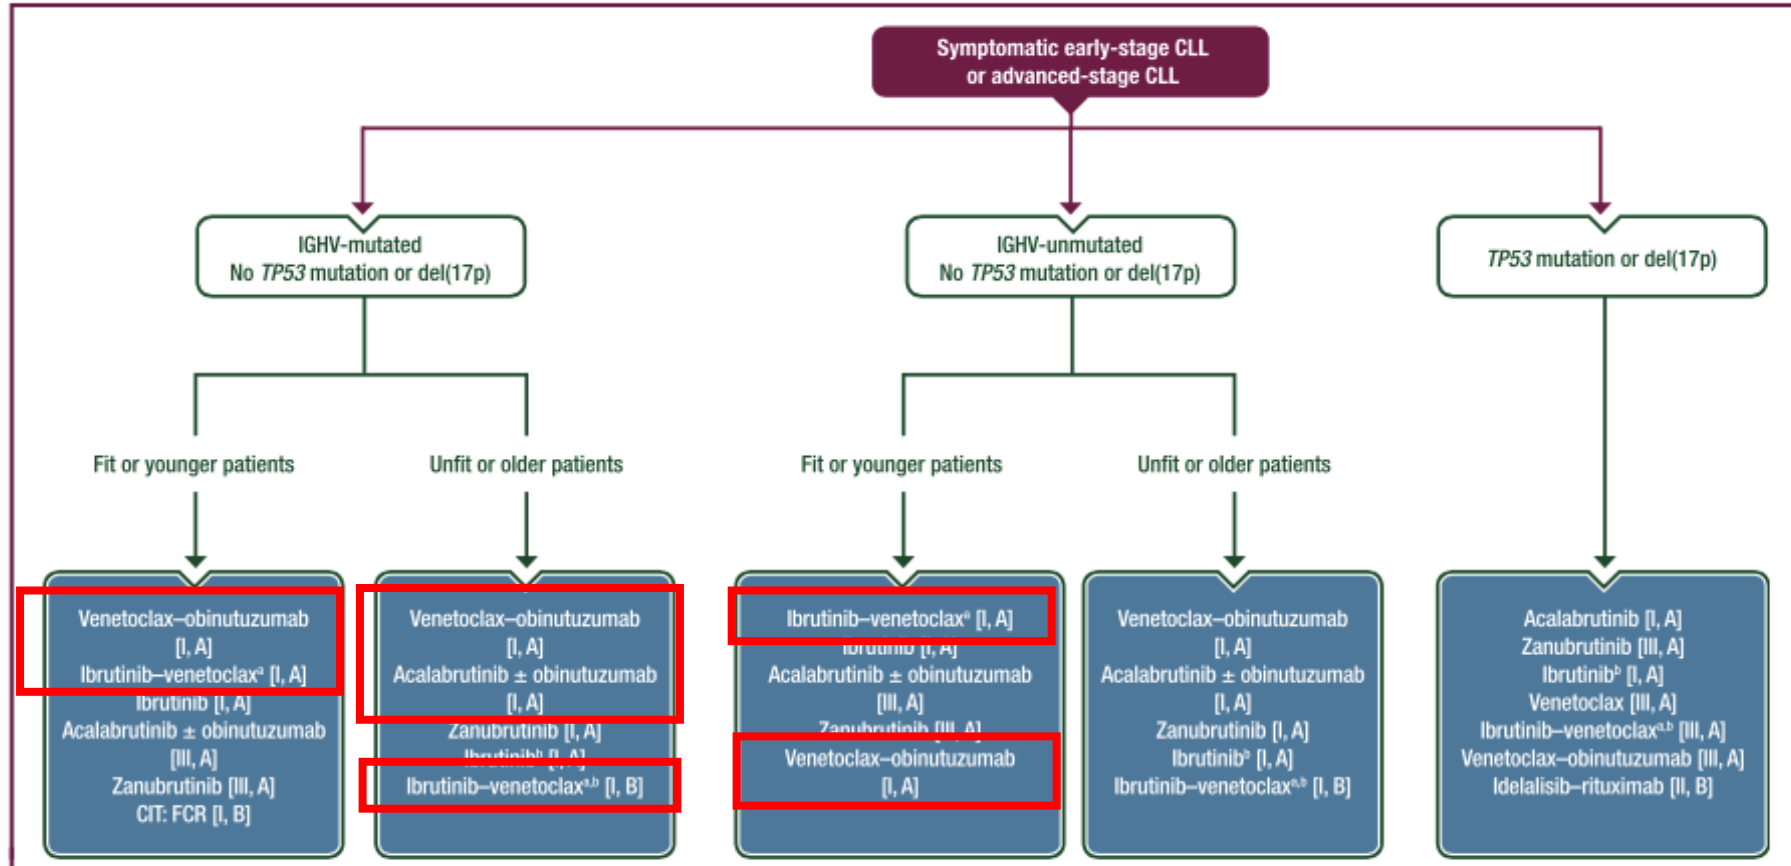 Symptomatic early-stage CLL
or advanced-stage CLL
IGHV-mutated
No TP53 mutation or del(17p)
IGHV-unmutated
No TP53 mutation or del(17p)
TP53 mutation or del(17p)
Fit or younger patients
Unfit or older patients
Fit or younger patients
Unfit or older patients
Venetoclax–obinutuzumab
[I, A]
Ibrutinib–venetoclaxᵃ [I, A]
Ibrutinib [I, A]
Acalabrutinib ± obinutuzumab
[III, A]
Zanubrutinib [III, A]
CIT: FCR [I, B]
Venetoclax–obinutuzumab
[I, A]
Acalabrutinib ± obinutuzumab
[I, A]
Zanubrutinib [I, A]
Ibrutinibᵇ [I, A]
Ibrutinib–venetoclaxᵃ,ᵇ [I, B]
Ibrutinib–venetoclaxᵃ [I, A]
Ibrutinib [I, A]
Acalabrutinib ± obinutuzumab
[III, A]
Zanubrutinib [III, A]
Venetoclax–obinutuzumab
[I, A]
Venetoclax–obinutuzumab
[I, A]
Acalabrutinib ± obinutuzumab
[I, A]
Zanubrutinib [I, A]
Ibrutinibᵇ [I, A]
Ibrutinib–venetoclaxᵃ,ᵇ [I, B]
Acalabrutinib [I, A]
Zanubrutinib [III, A]
Ibrutinibᵇ [I, A]
Venetoclax [III, A]
Ibrutinib–venetoclaxᵃ,ᵇ [III, A]
Venetoclax–obinutuzumab [III, A]
Idelalisib–rituximab [II, B]